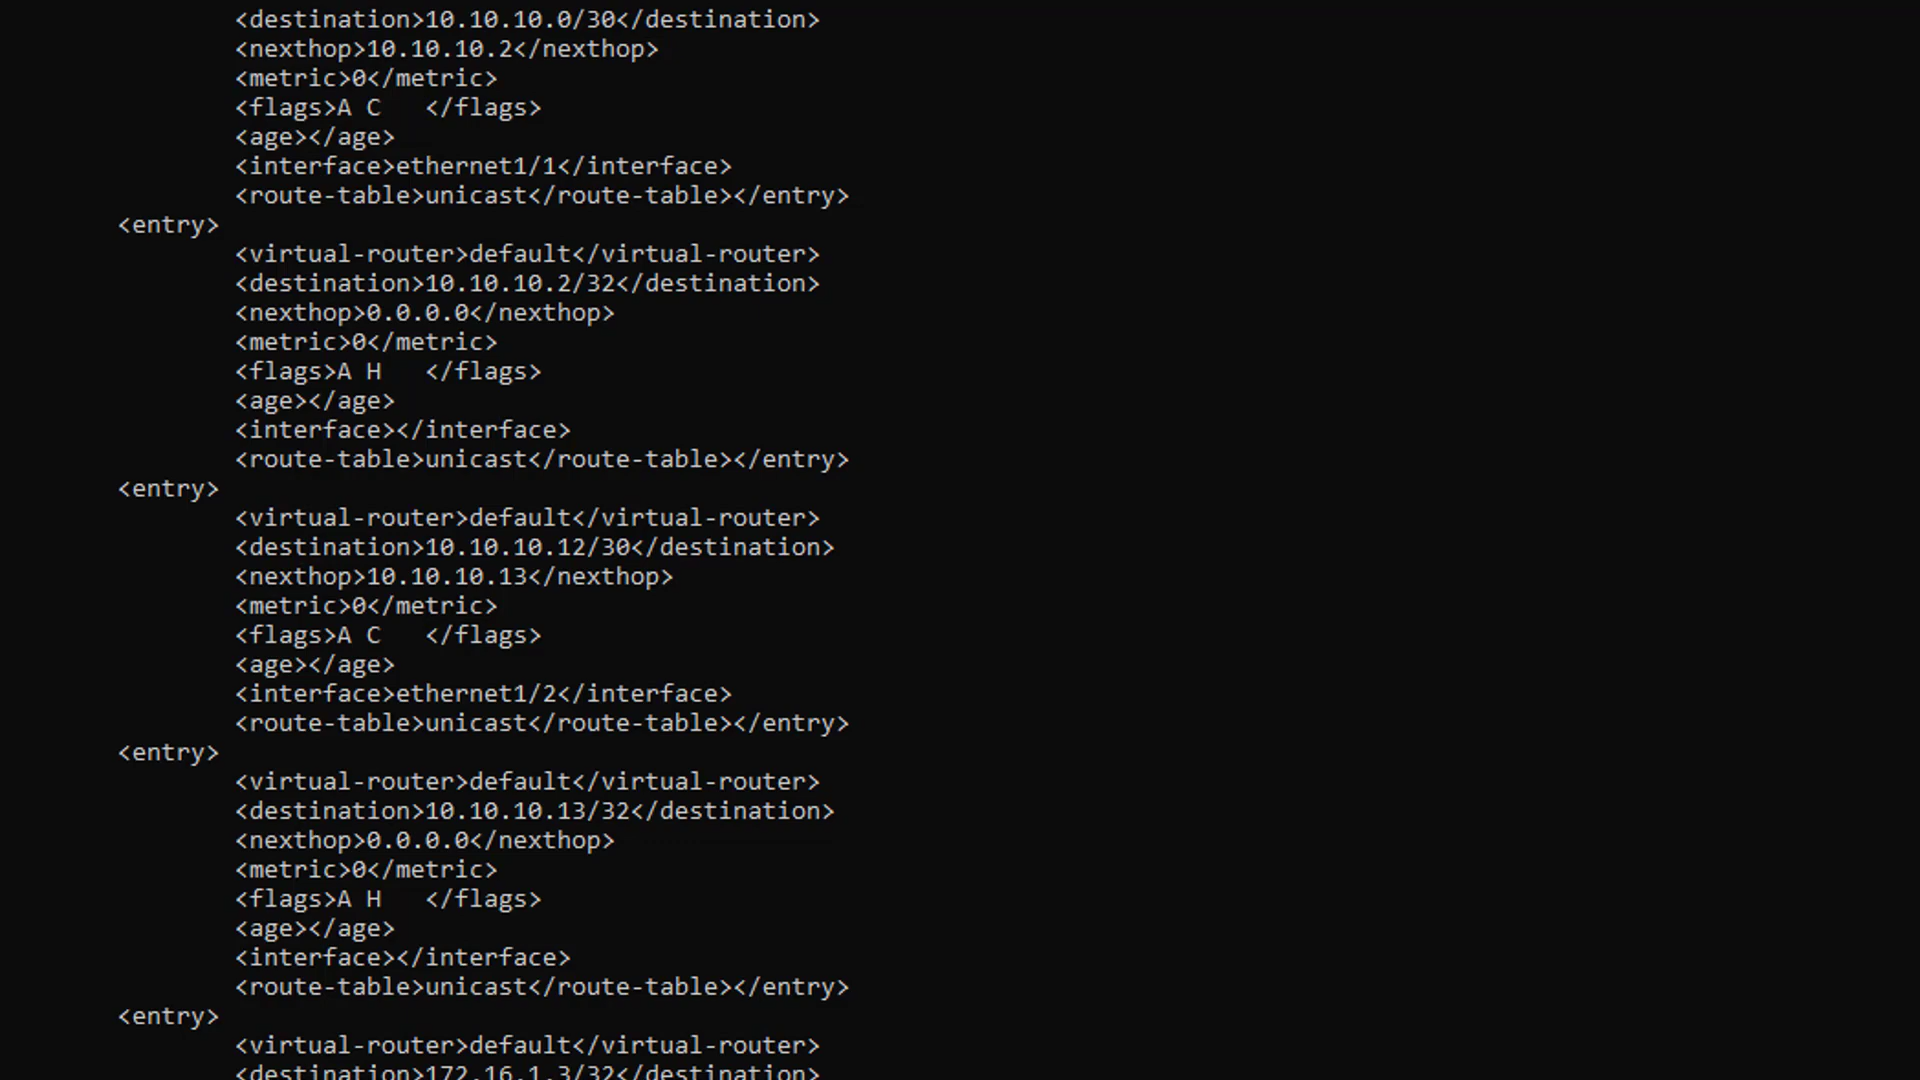 <destination>10.10.10.0/30</destination>
<nexthop>10.10.10.2</nexthop>
<metric>0</metric>
<flags>A C   </flags>
<age></age>
<interface>ethernet1/1</interface>
<route-table>unicast</route-table></entry>
<entry>
<virtual-router>default</virtual-router>
<destination>10.10.10.2/32</destination>
<nexthop>0.0.0.0</nexthop>
<metric>0</metric>
<flags>A H   </flags>
<age></age>
<interface></interface>
<route-table>unicast</route-table></entry>
<entry>
<virtual-router>default</virtual-router>
<destination>10.10.10.12/30</destination>
<nexthop>10.10.10.13</nexthop>
<metric>0</metric>
<flags>A C   </flags>
<age></age>
<interface>ethernet1/2</interface>
<route-table>unicast</route-table></entry>
<entry>
<virtual-router>default</virtual-router>
<destination>10.10.10.13/32</destination>
<nexthop>0.0.0.0</nexthop>
<metric>0</metric>
<flags>A H   </flags>
<age></age>
<interface></interface>
<route-table>unicast</route-table></entry>
<entry>
<virtual-router>default</virtual-router>
<destination>172.16.1.3/32</destination>